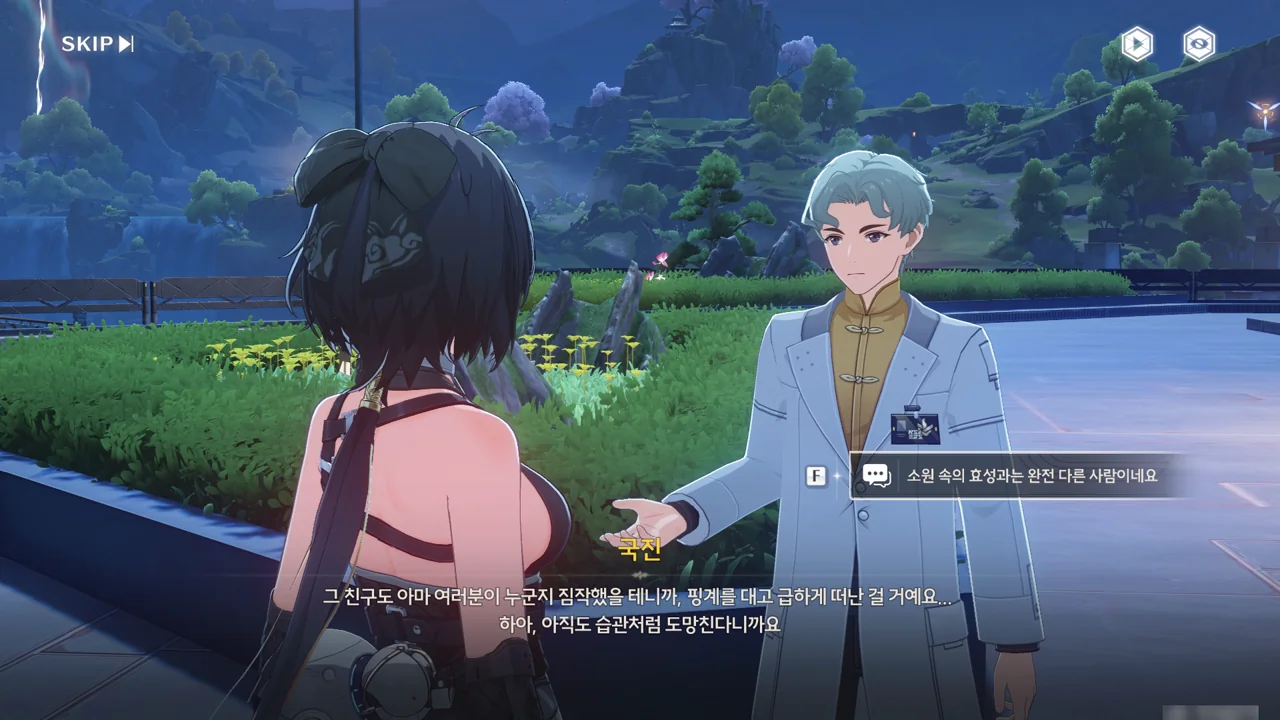 SKIP
F
소원 속의 효성과는 완전 다른 사람이네요
국진
그 친구도 아마 여러분이 누군지 짐작했을 테니까, 핑계를 대고 급하게 떠난 걸 거예요...
하아, 아직도 습관처럼 도망친다니까요